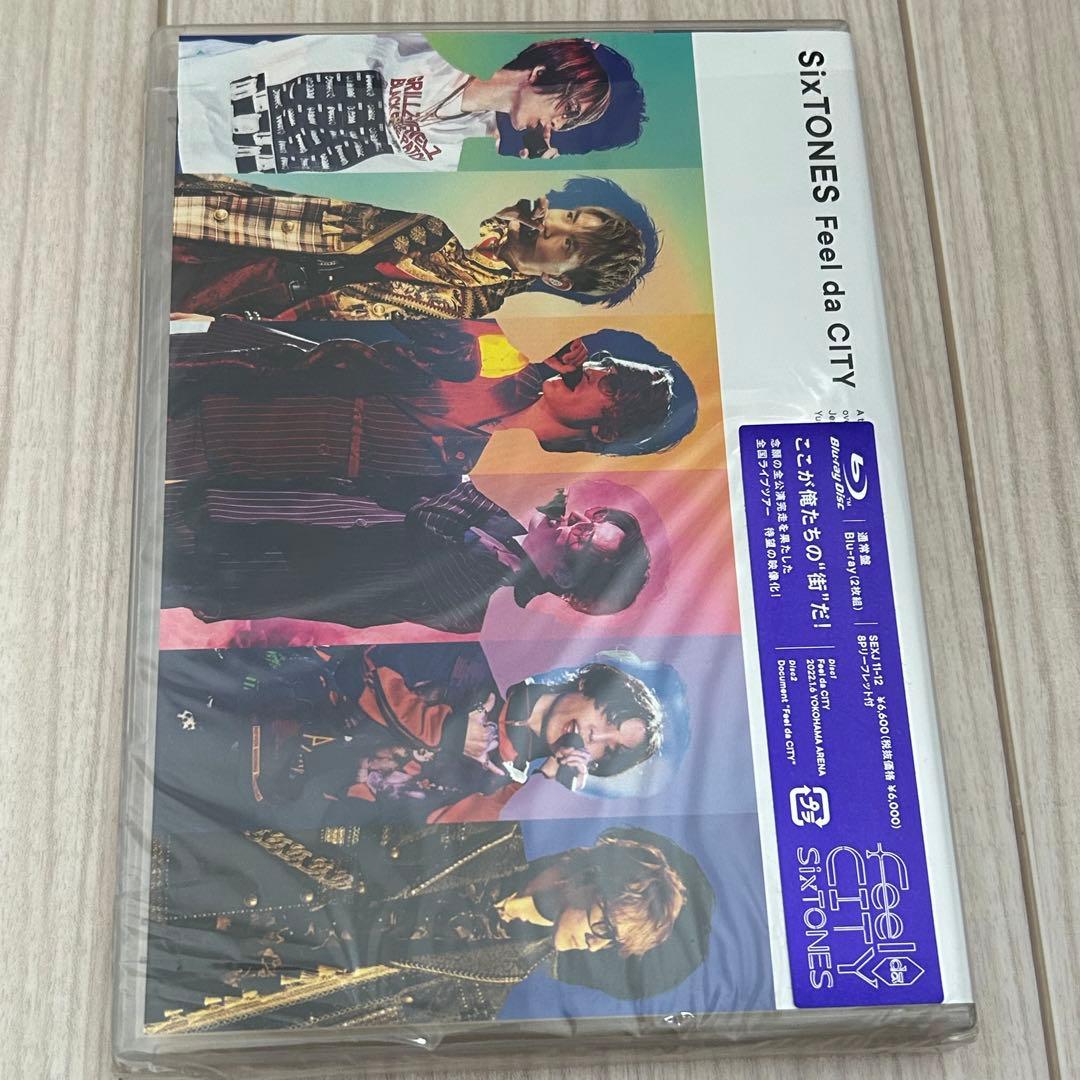 SixTONES Feel da CITY
A t
ov
Je
Yu
Blu-ray Disc
TM
通常盤
Blu-ray (2枚組)
SEXJ 11-12 ¥6,600 (税抜価格 ¥6,000)
8Pリーフレット付
ここが俺たちの“街”だ!
念願の全公演完走を果たした
全国ライブツアー 待望の映像化!
Disc1
Feel da CITY
2022.1.6 YOKOHAMA ARENA
Disc2
Document "Feel da CITY"
feel
da
CITY
SixTONES